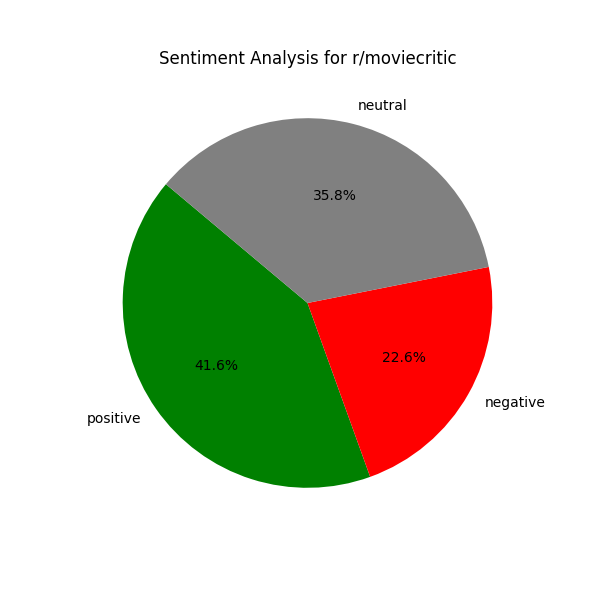 Sentiment Analysis for r/moviecritic
neutral
35.8%
41.6%
22.6%
negative
positive